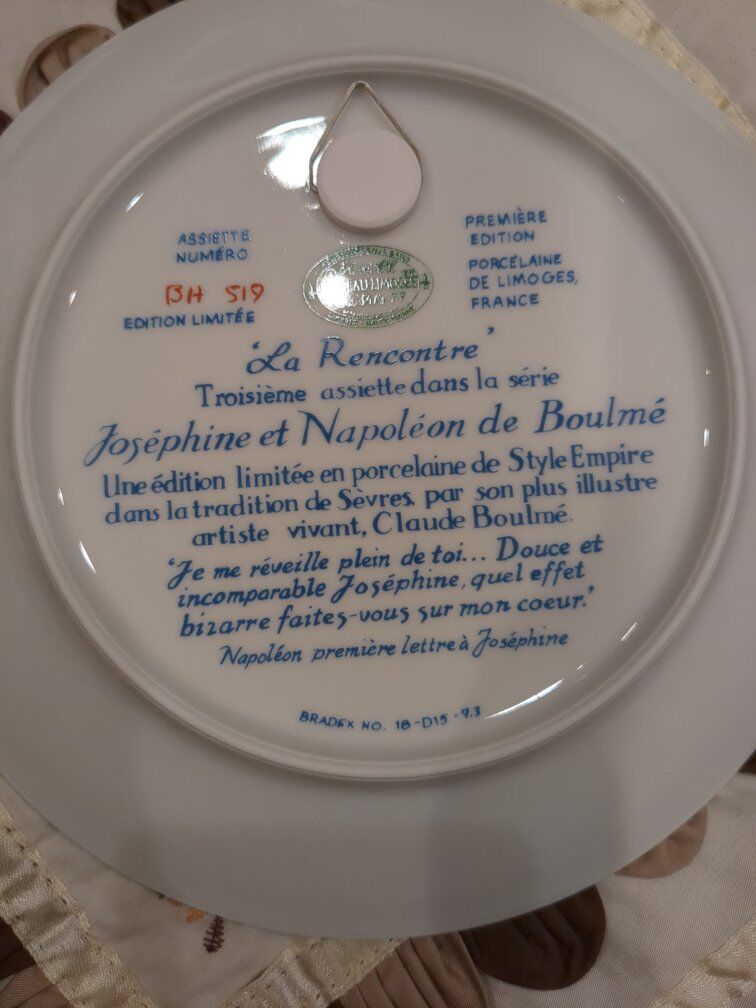 ASSIETTE
NUMÉRO
BH 519
EDITION LIMITÉE
PREMIÈRE
EDITION
PORCELAINE
DE LIMOGES,
FRANCE
'La Rencontre'
Troisième assiette dans la série
Joséphine et Napoléon de Boulmé
Une édition limitée en porcelaine de Style Empire
dans la tradition de Sèvres, par son plus illustre
artiste vivant, Claude Boulmé.
'Je me réveille plein de toi... Douce et
incomparable Joséphine, quel effet
bizarre faites-vous sur mon coeur.'
Napoléon première lettre à Joséphine
BRADEX NO. 18-D15-9.3